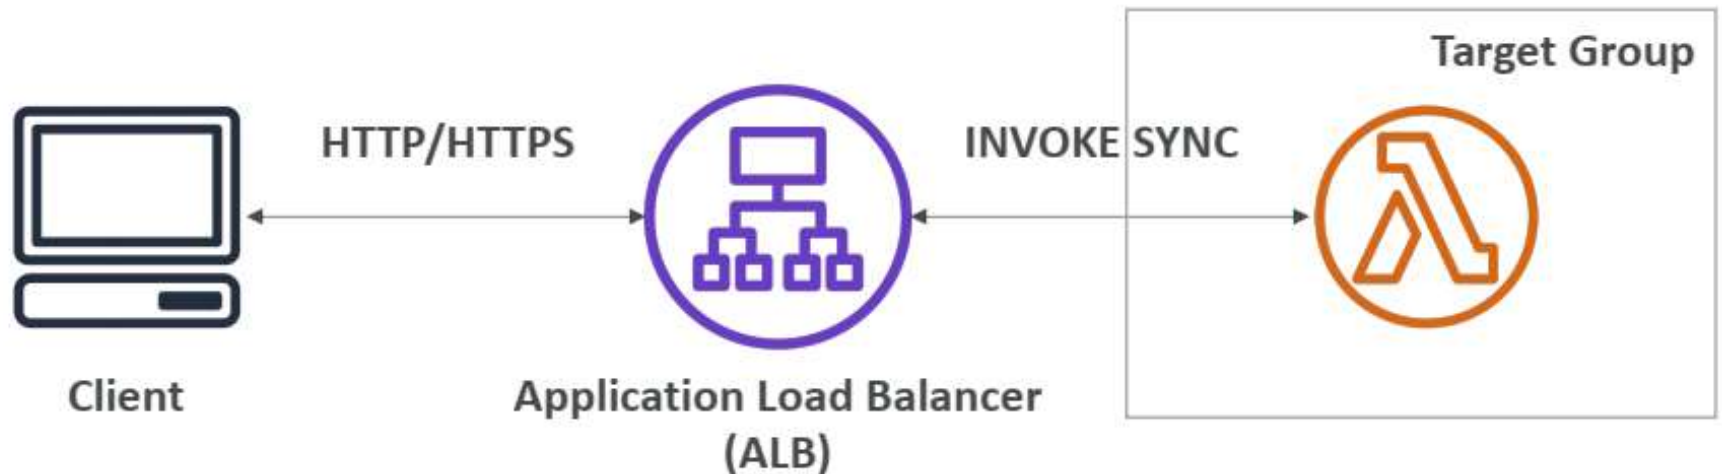 Target Group
HTTP/HTTPS
INVOKE SYNC
Client
Application Load Balancer
(ALB)